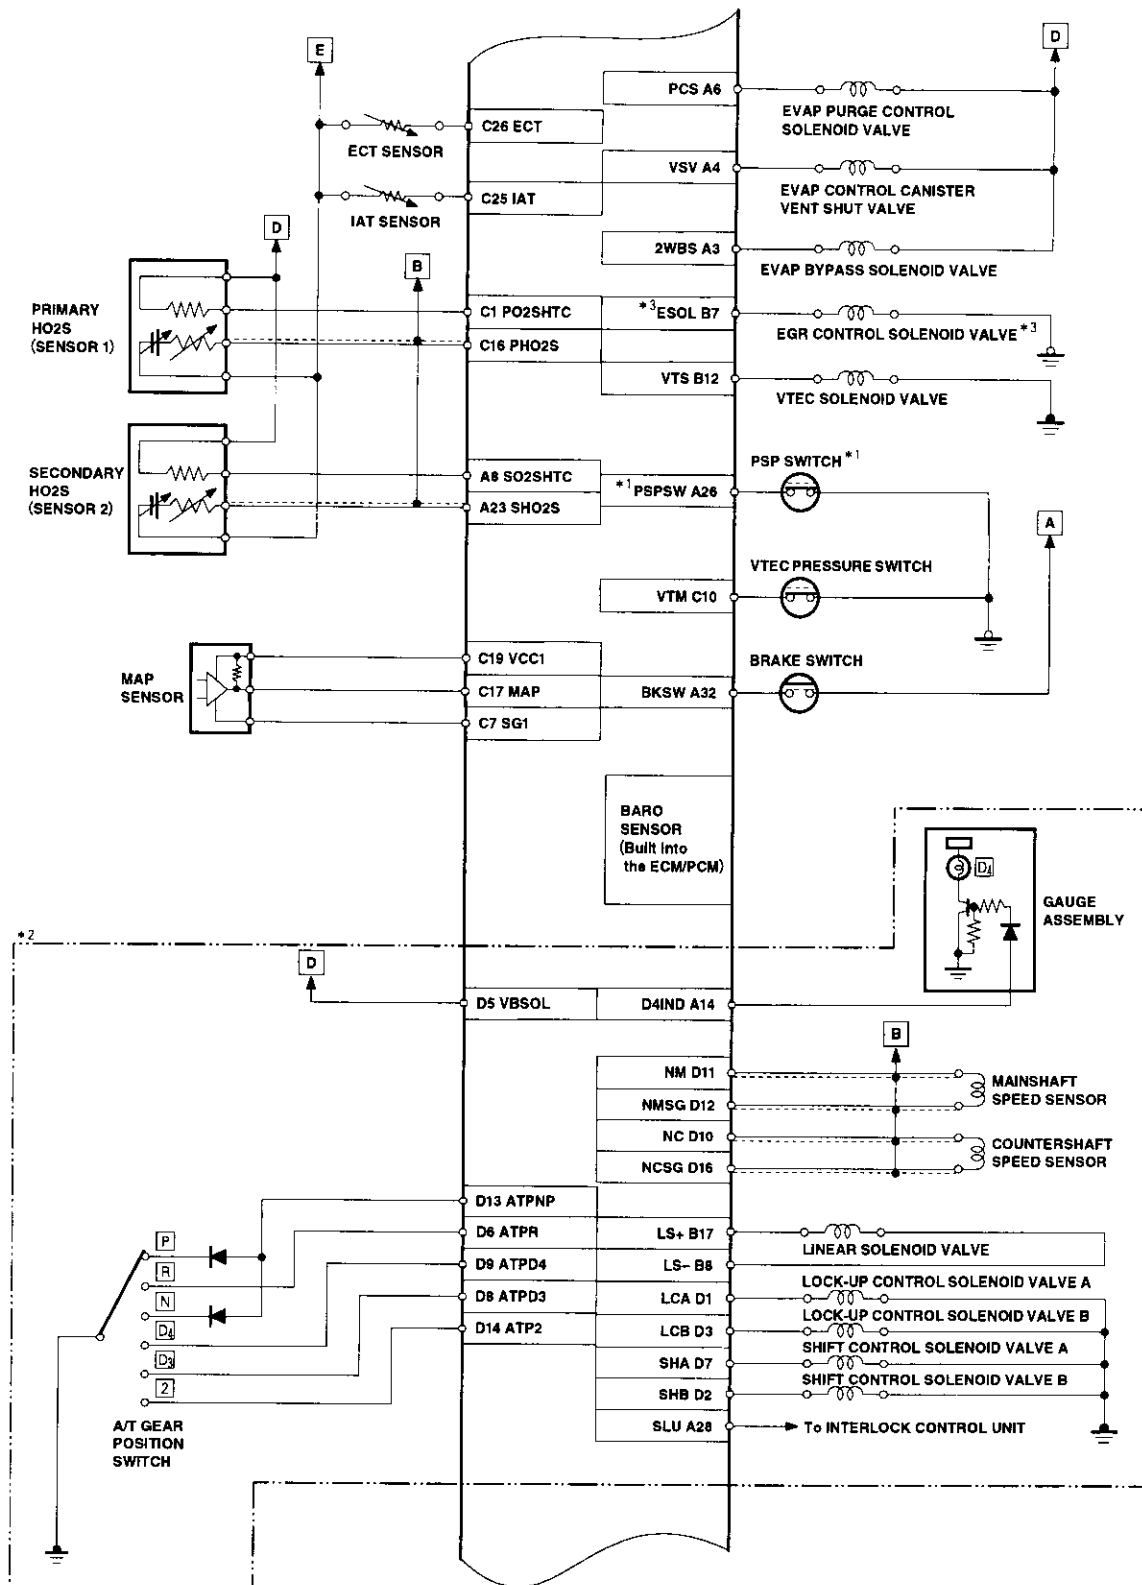 E
D
PCS A6
EVAP PURGE CONTROL
SOLENOID VALVE
C26 ECT
ECT SENSOR
VSV A4
EVAP CONTROL CANISTER
VENT SHUT VALVE
C25 IAT
IAT SENSOR
D
B
2WBS A3
EVAP BYPASS SOLENOID VALVE
PRIMARY
HO2S
(SENSOR 1)
C1 PO2SHTC
*3 ESOL B7
EGR CONTROL SOLENOID VALVE *3
C16 PHO2S
VTS B12
VTEC SOLENOID VALVE
SECONDARY
HO2S
(SENSOR 2)
A8 SO2SHTC
A23 SHO2S
PSP SWITCH *1
*1 PSPSW A26
A
VTEC PRESSURE SWITCH
VTM C10
MAP
SENSOR
C19 VCC1
C17 MAP
C7 SG1
BRAKE SWITCH
BKSW A32
BARO
SENSOR
(Built into
the ECM/PCM)
D4
GAUGE
ASSEMBLY
*2
D
D5 VBSOL
D4IND A14
B
NM D11
NMSG D12
MAINSHAFT
SPEED SENSOR
NC D10
NCSG D16
COUNTERSHAFT
SPEED SENSOR
D13 ATPNP
D6 ATPR
D9 ATPD4
D8 ATPD3
D14 ATP2
P
R
N
D4
D3
2
A/T GEAR
POSITION
SWITCH
LS+ B17
LINEAR SOLENOID VALVE
LS– B8
LOCK-UP CONTROL SOLENOID VALVE A
LCA D1
LOCK-UP CONTROL SOLENOID VALVE B
LCB D3
SHIFT CONTROL SOLENOID VALVE A
SHA D7
SHIFT CONTROL SOLENOID VALVE B
SHB D2
SLU A28
To INTERLOCK CONTROL UNIT